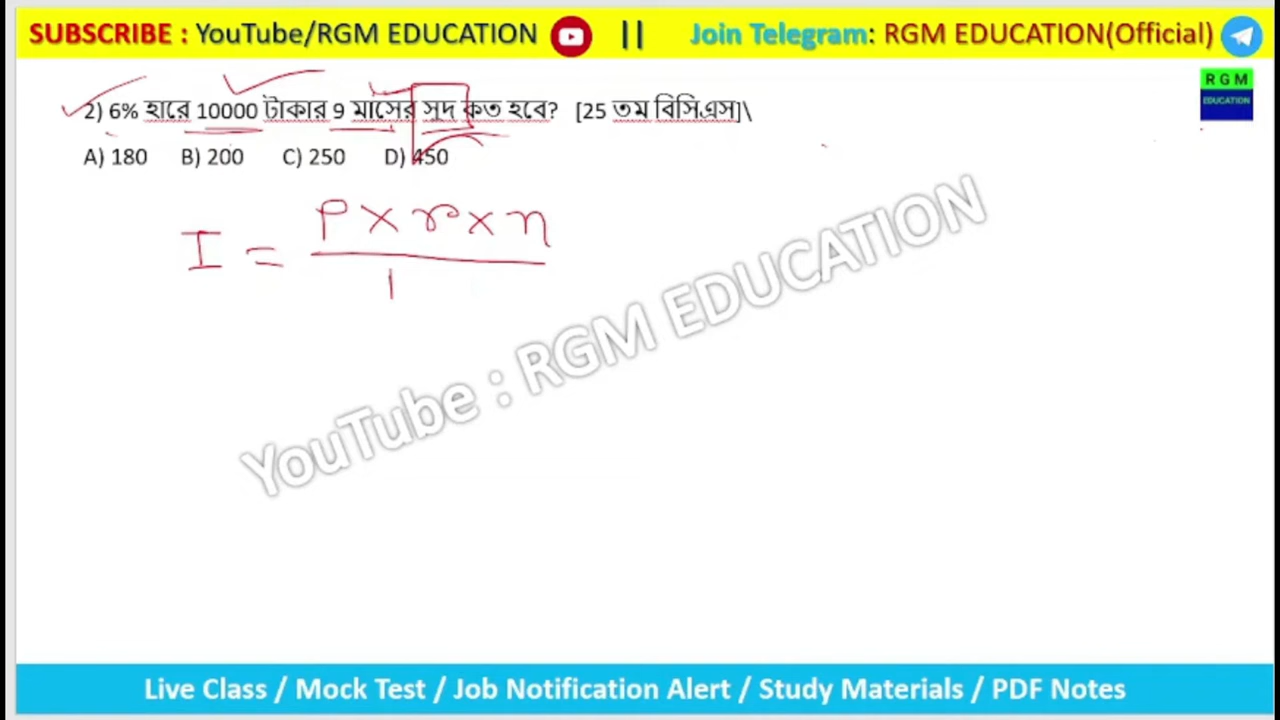 SUBSCRIBE : YouTube/RGM EDUCATION || Join Telegram: RGM EDUCATION(Official)
RGM
EDUCATION
2) 6% হারে 10000 টাকার 9 মাসের সুদ কত হবে? [25 তম বিসিএস]\
A) 180 B) 200 C) 250 D) 450
I = P × r × n
1
YouTube : RGM EDUCATION
Live Class / Mock Test / Job Notification Alert / Study Materials / PDF Notes